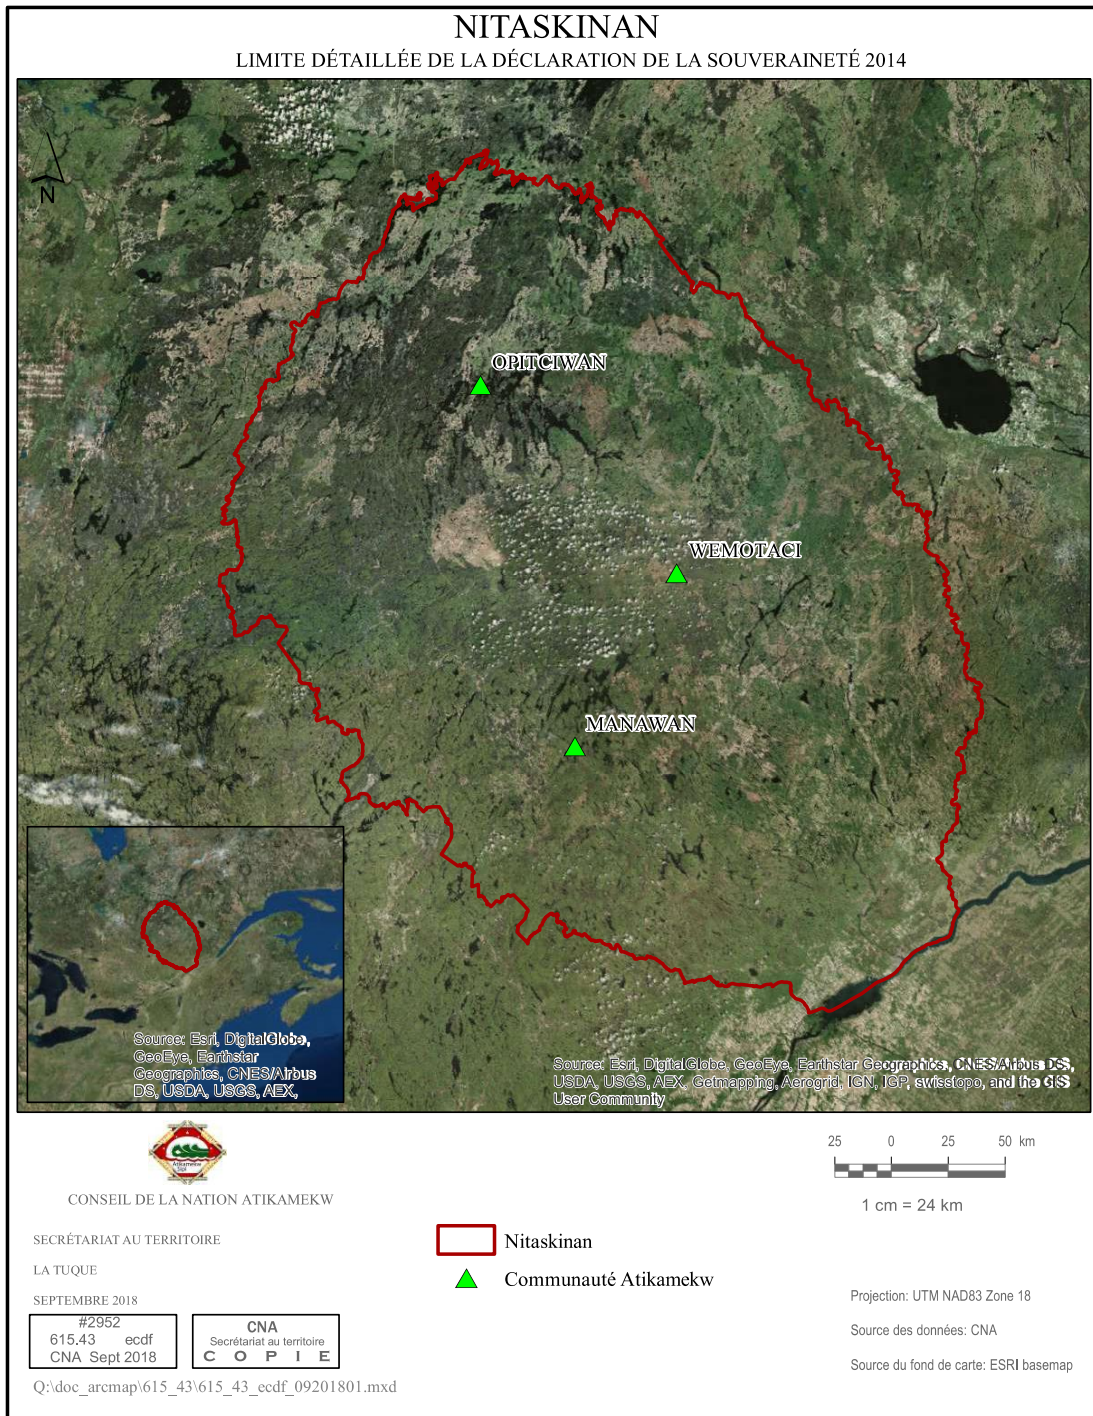 NITASKINAN
LIMITE DÉTAILLÉE DE LA DÉCLARATION DE LA SOUVERAINETÉ 2014
N
OPITCIWAN
WEMOTACI
MANAWAN
Source: Esri, DigitalGlobe,
GeoEye, Earthstar
Geographics, CNES/Airbus
DS, USDA, USGS, AEX,
Source: Esri, DigitalGlobe, GeoEye, Earthstar Geographics, CNES/Airbus DS,
USDA, USGS, AEX, Getmapping, Aerogrid, IGN, IGP, swisstopo, and the GIS
User Community
Atikamekw
Sipi
CONSEIL DE LA NATION ATIKAMEKW
SECRÉTARIAT AU TERRITOIRE
LA TUQUE
SEPTEMBRE 2018
#2952
615.43 ecdf
CNA Sept 2018
CNA
Secrétariat au territoire
C O P I E
Q:\doc_arcmap\615_43\615_43_ecdf_09201801.mxd
Nitaskinan
Communauté Atikamekw
25 0 25 50 km
1 cm = 24 km
Projection: UTM NAD83 Zone 18
Source des données: CNA
Source du fond de carte: ESRI basemap